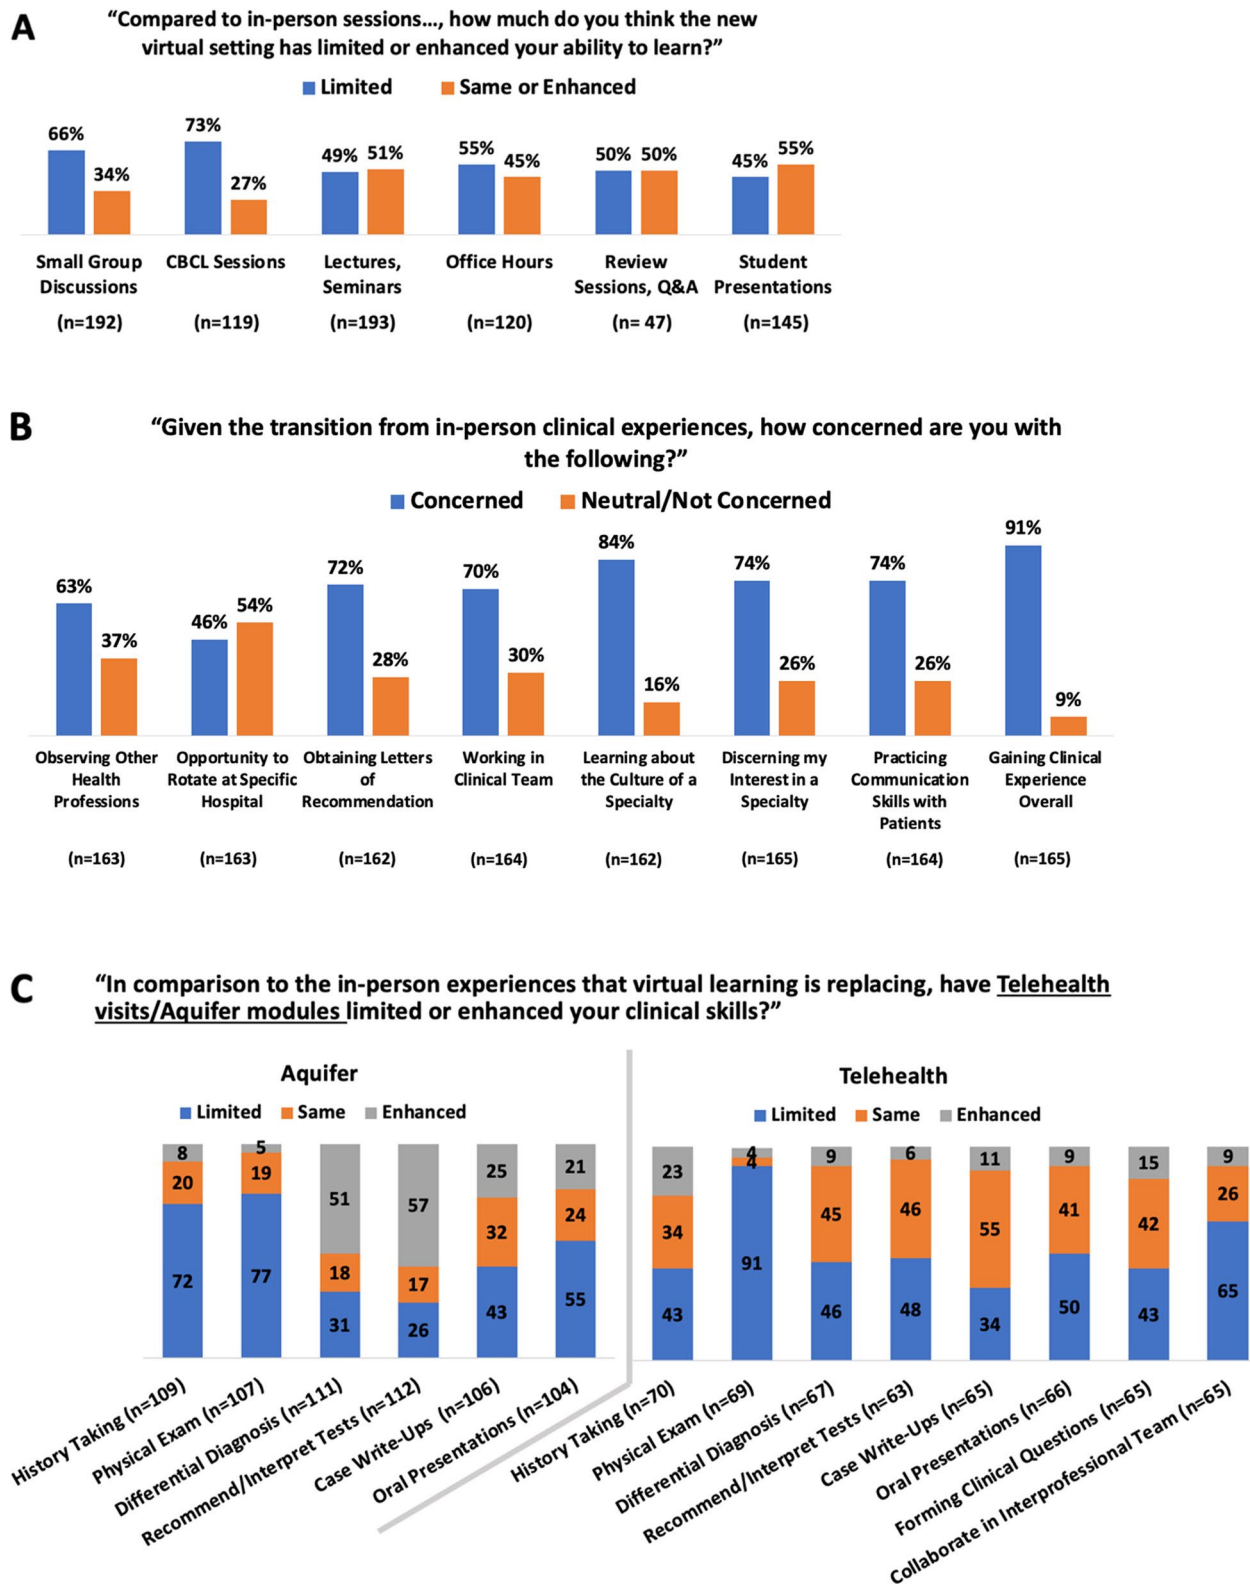 A
“Compared to in-person sessions..., how much do you think the new
virtual setting has limited or enhanced your ability to learn?”
Limited Same or Enhanced
66% 34% 73% 27% 49% 51% 55% 45% 50% 50% 45% 55%
Small Group CBCL Sessions Lectures, Office Hours Review Student
Discussions Seminars Sessions, Q&A Presentations
(n=192) (n=119) (n=193) (n=120) (n= 47) (n=145)
B
“Given the transition from in-person clinical experiences, how concerned are you with
the following?”
Concerned Neutral/Not Concerned
63% 37% 46% 54% 72% 28% 70% 30% 84% 16% 74% 26% 74% 26% 91% 9%
Observing Other Opportunity to Obtaining Letters Working in Learning about Discerning my Practicing Gaining Clinical
Health Rotate at Specific of Clinical Team the Culture of a Interest in a Communication Experience
Professions Hospital Recommendation Specialty Specialty Skills with Overall
Patients
(n=163) (n=163) (n=162) (n=164) (n=162) (n=165) (n=164) (n=165)
C
“In comparison to the in-person experiences that virtual learning is replacing, have Telehealth
visits/Aquifer modules limited or enhanced your clinical skills?”
Aquifer
Limited Same Enhanced
8 5 51 57 25 21
20 19 18 17 32 24
72 77 31 26 43 55
History Taking (n=109)
Physical Exam (n=107)
Differential Diagnosis (n=111)
Recommend/Interpret Tests (n=112)
Case Write-Ups (n=106)
Oral Presentations (n=104)
Telehealth
Limited Same Enhanced
23 4 9 6 11 9 15 9
34 4 45 46 55 41 42 26
43 91 46 48 34 50 43 65
History Taking (n=70)
Physical Exam (n=69)
Differential Diagnosis (n=67)
Recommend/Interpret Tests (n=63)
Case Write-Ups (n=65)
Oral Presentations (n=66)
Forming Clinical Questions (n=65)
Collaborate in Interprofessional Team (n=65)